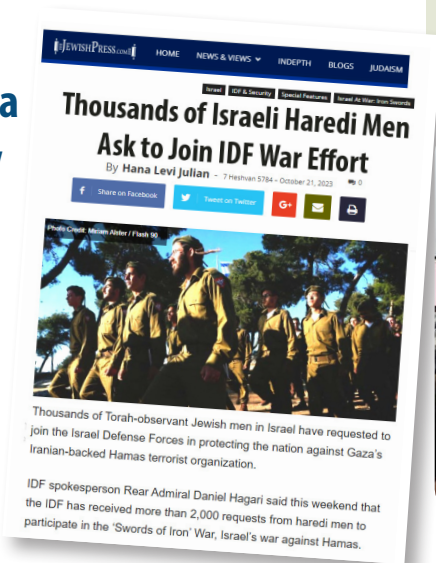 a
JEWISHPRESS.COM HOME NEWS & VIEWS INDEPTH BLOGS JUDAISM
Israel IDF & Security Special Features Israel At War: Iron Swords
Thousands of Israeli Haredi Men
Ask to Join IDF War Effort
By Hana Levi Julian - 7 Heshvan 5784 – October 21, 2023 0
f Share on Facebook Tweet on Twitter G+
Photo Credit: Miriam Alster / Flash 90
Thousands of Torah-observant Jewish men in Israel have requested to
join the Israel Defense Forces in protecting the nation against Gaza's
Iranian-backed Hamas terrorist organization.
IDF spokesperson Rear Admiral Daniel Hagari said this weekend that
the IDF has received more than 2,000 requests from haredi men to
participate in the 'Swords of Iron' War, Israel's war against Hamas.